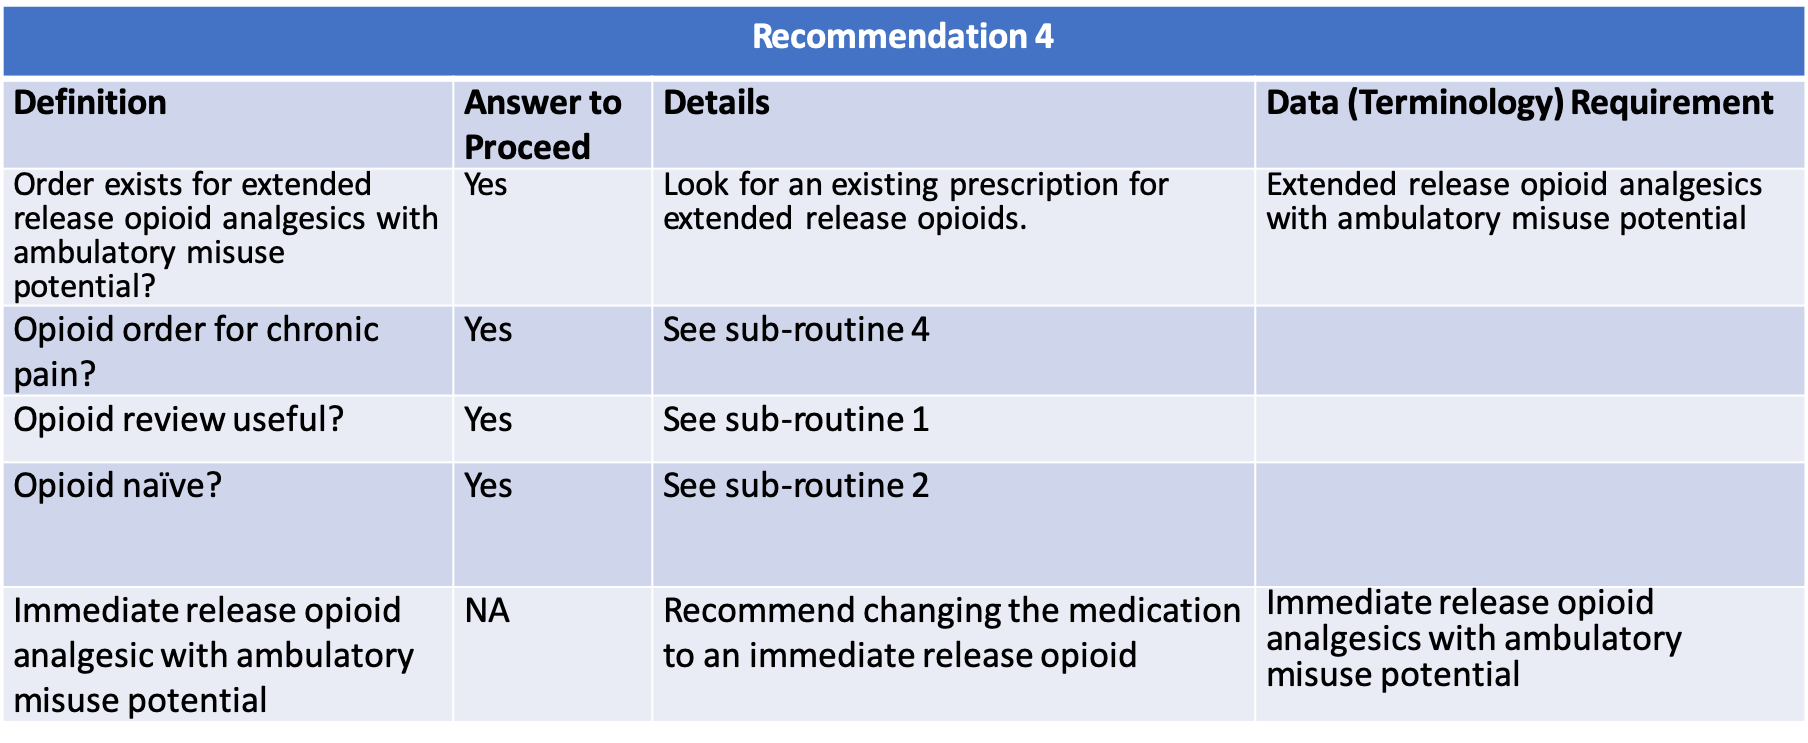 Recommendation 4
Definition
Answer to
Proceed
Details
Data (Terminology) Requirement
Order exists for extended
release opioid analgesics with
ambulatory misuse
potential?
Yes
Look for an existing prescription for
extended release opioids.
Extended release opioid analgesics
with ambulatory misuse potential
Opioid order for chronic
pain?
Yes
See sub-routine 4
Opioid review useful?
Yes
See sub-routine 1
Opioid naïve?
Yes
See sub-routine 2
Immediate release opioid
analgesic with ambulatory
misuse potential
NA
Recommend changing the medication
to an immediate release opioid
Immediate release opioid
analgesics with ambulatory
misuse potential